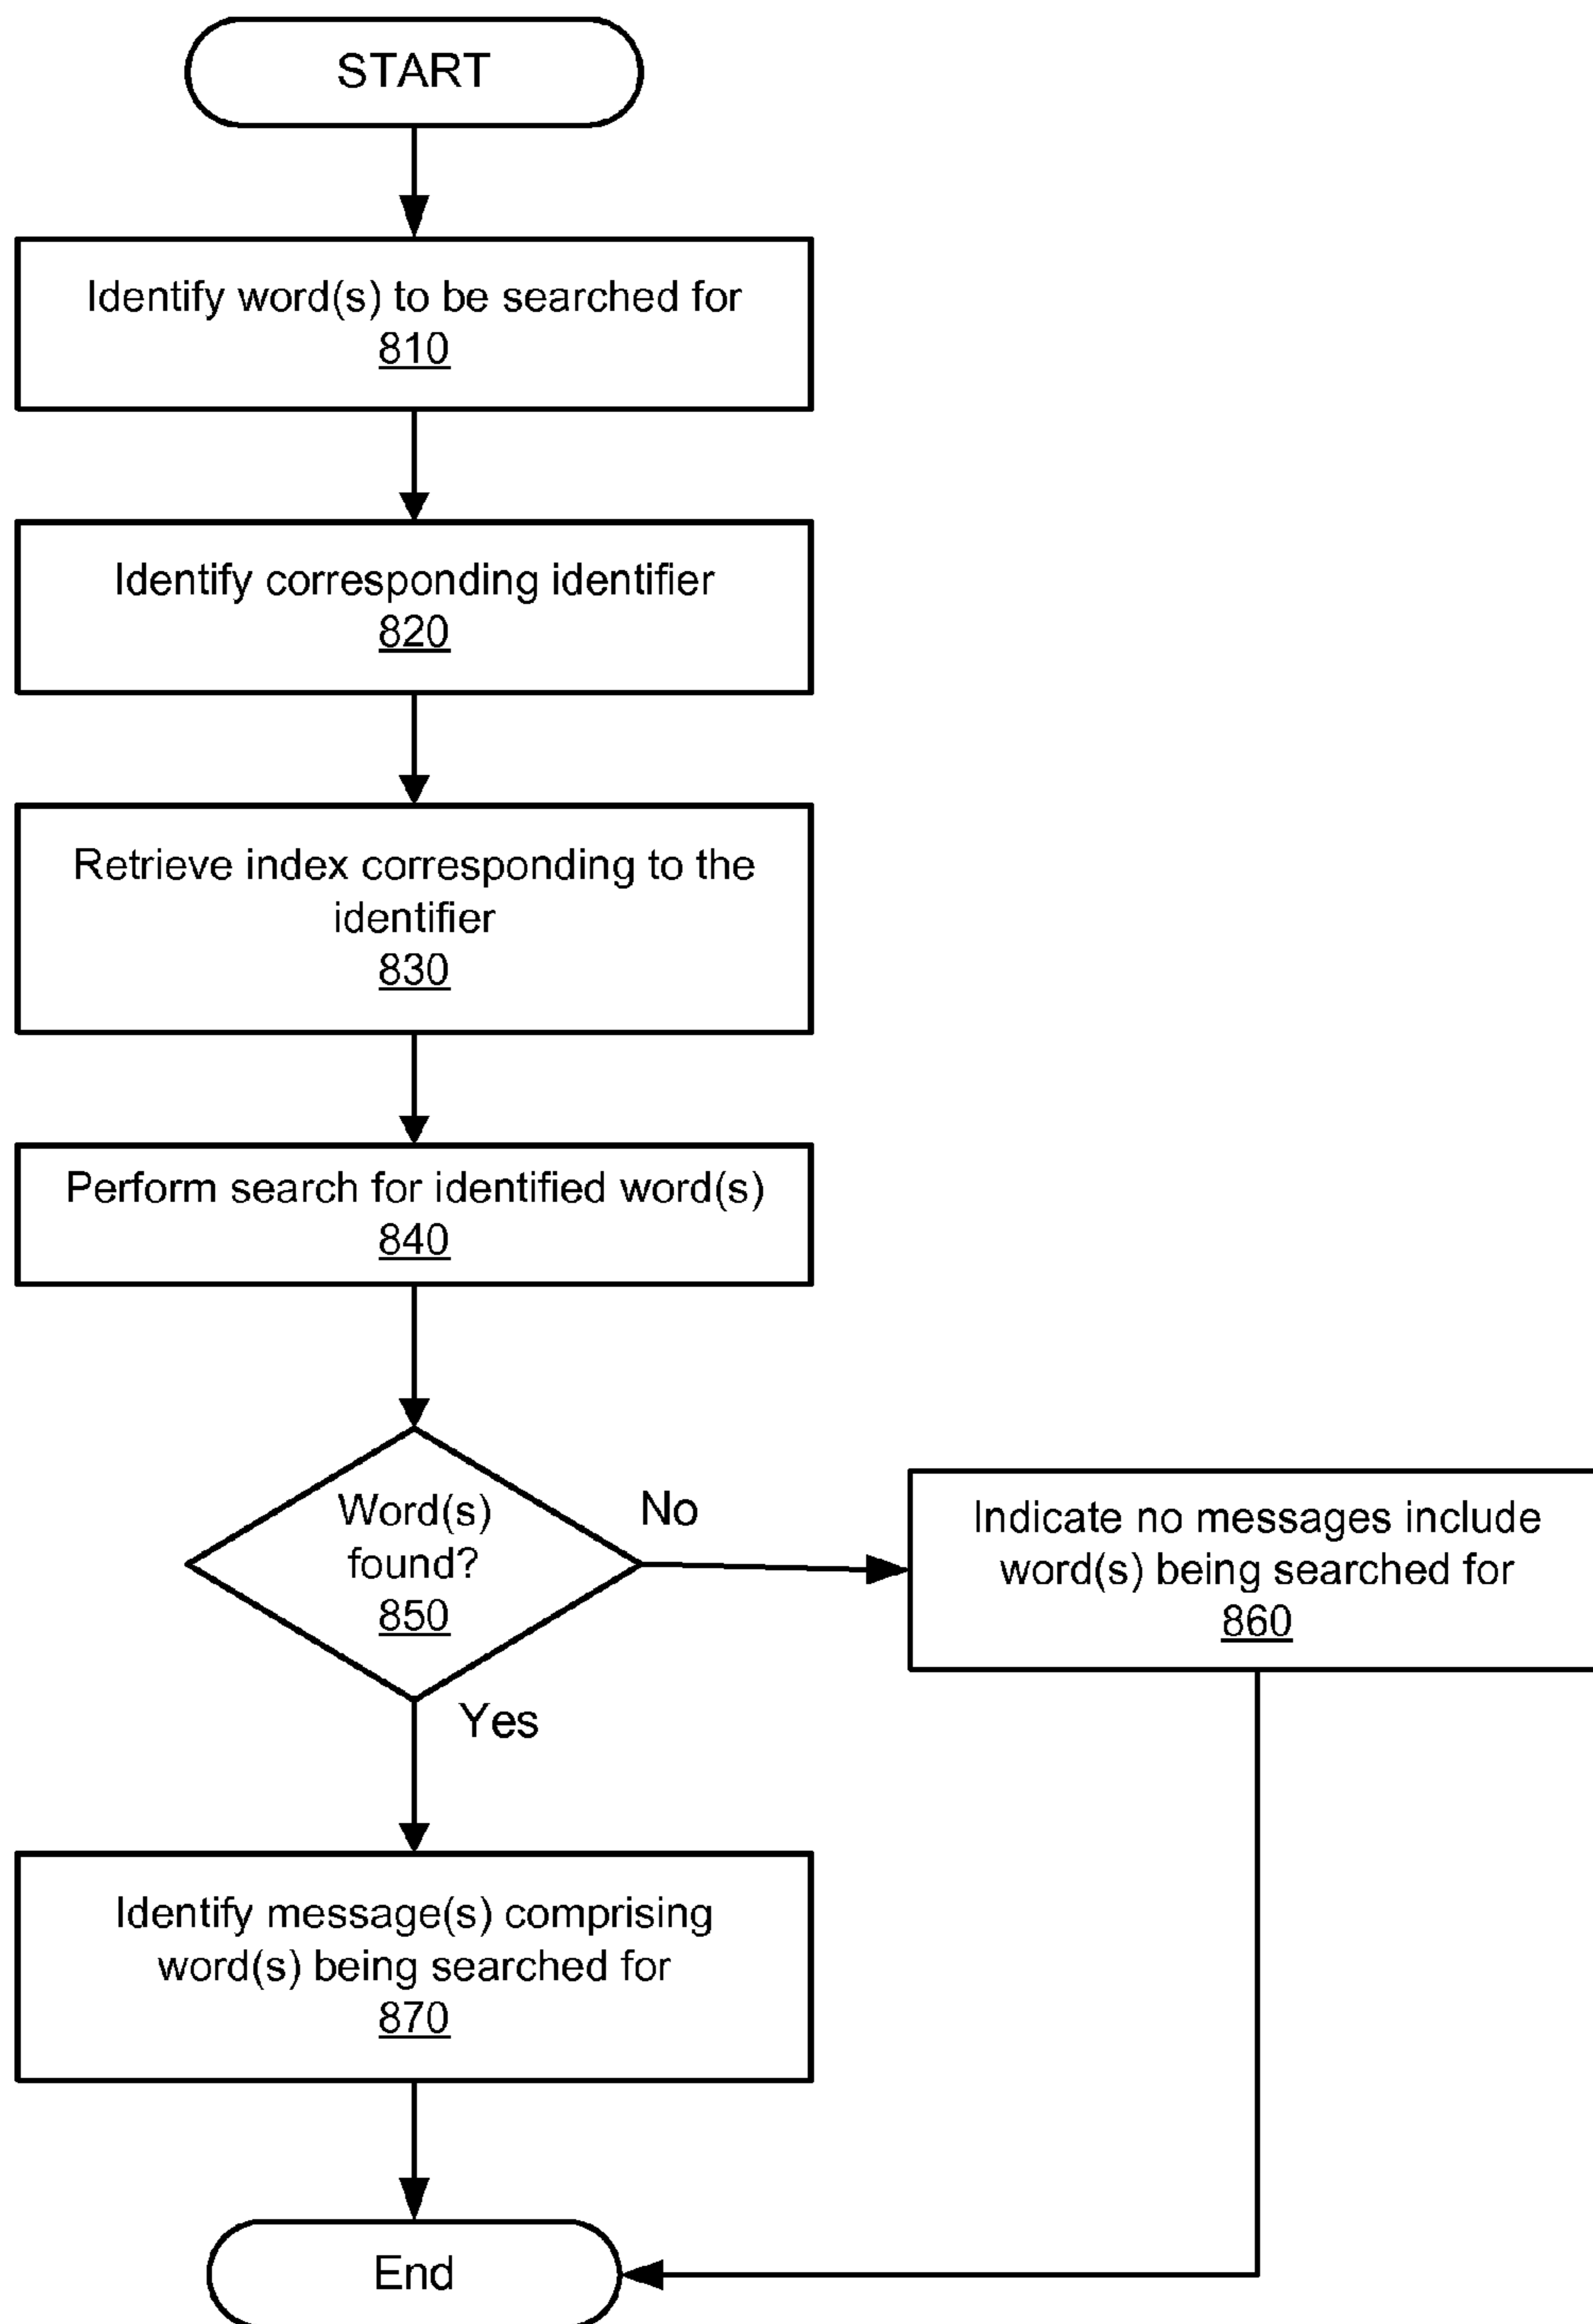 START
Identify word(s) to be searched for
810
Identify corresponding identifier
820
Retrieve index corresponding to the
identifier
830
Perform search for identified word(s)
840
Word(s)
found?
850
No
Indicate no messages include
word(s) being searched for
860
Yes
Identify message(s) comprising
word(s) being searched for
870
End